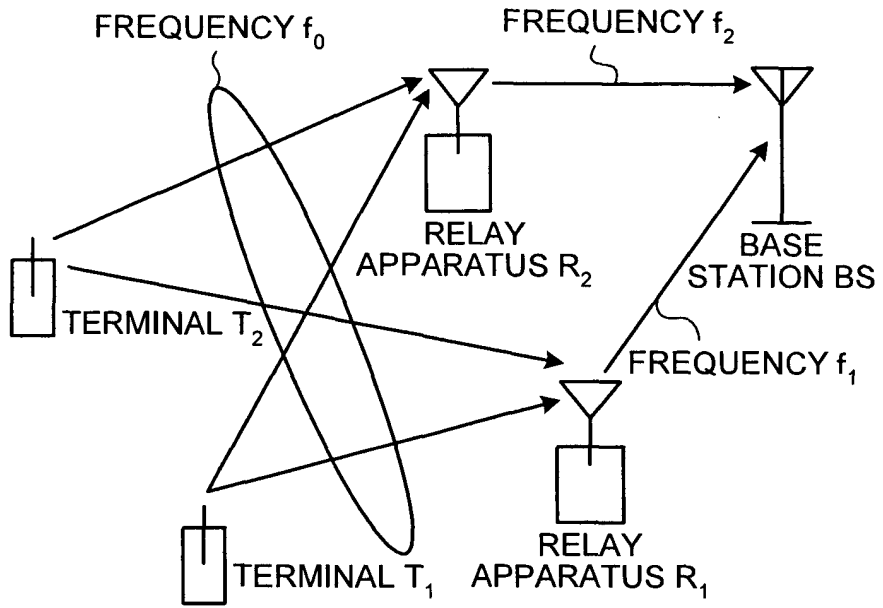 FREQUENCY f0
FREQUENCY f2
RELAY
APPARATUS R2
BASE
STATION BS
TERMINAL T2
FREQUENCY f1
RELAY
APPARATUS R1
TERMINAL T1